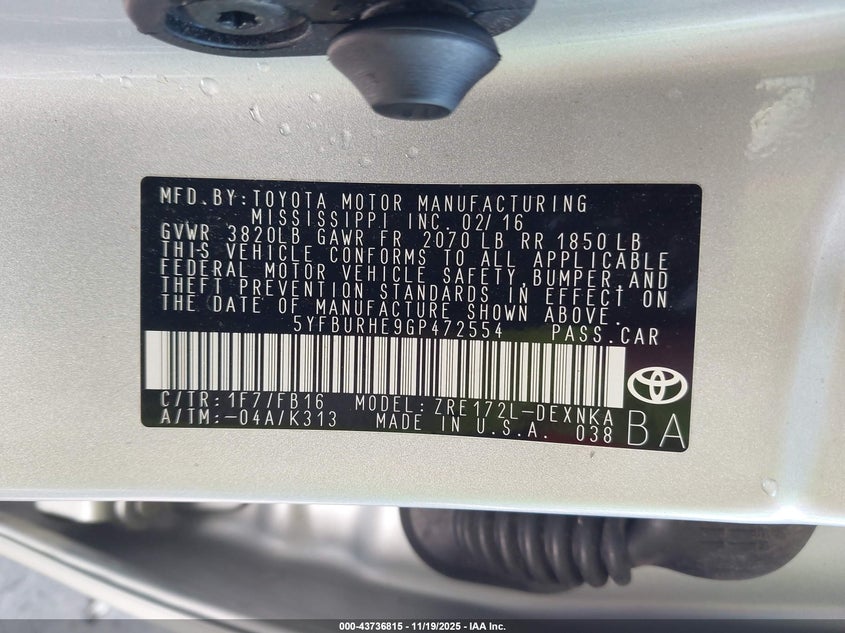 MFD. BY: TOYOTA MOTOR MANUFACTURING
MISSISSIPPI INC. 02/16
GVWR 3820LB GAWR FR 2070 LB RR 1850 LB
THIS VEHICLE CONFORMS TO ALL APPLICABLE
FEDERAL MOTOR VEHICLE SAFETY, BUMPER, AND
THEFT PREVENTION STANDARDS IN EFFECT ON
THE DATE OF MANUFACTURE SHOWN ABOVE.
5YFBURHE9GP472554 PASS. CAR
C/TR: 1F7/FB16 MODEL: ZRE172L-DEXNKA
A/TM: -04A/K313 MADE IN U.S.A. 038 BA
000-43736815 - 11/19/2025 - IAA Inc.